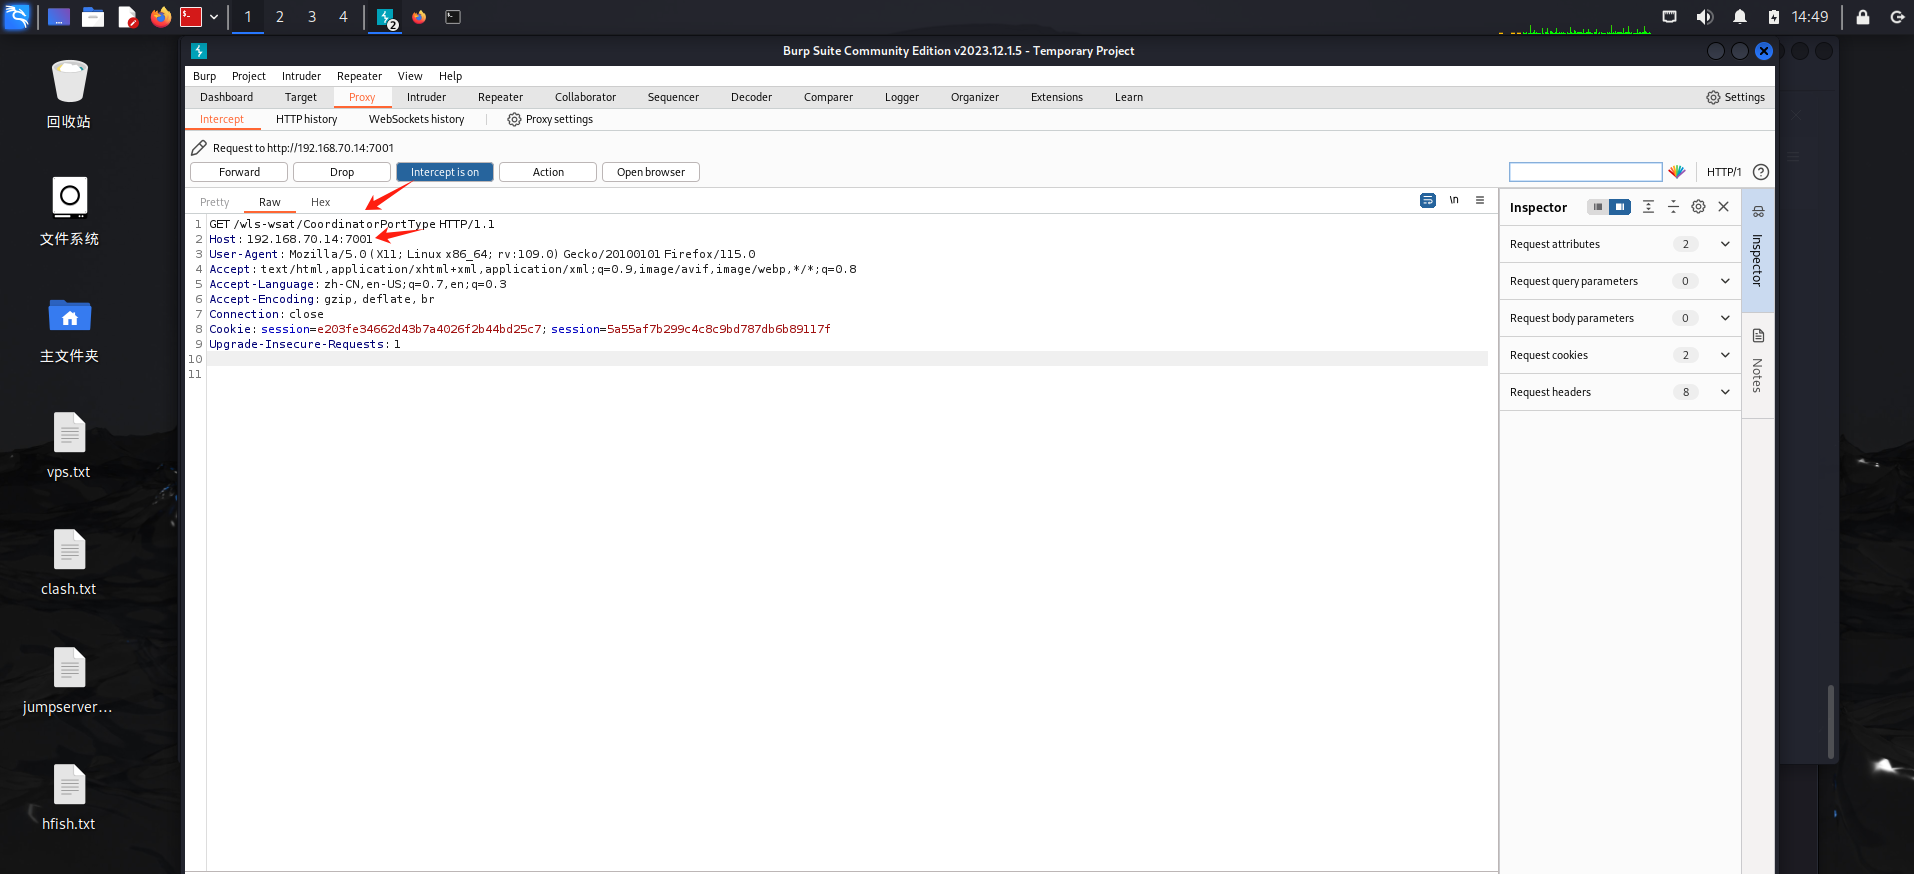 1 2 3 4 2 14:49
Burp Suite Community Edition v2023.12.1.5 - Temporary Project
Burp Project Intruder Repeater View Help
Dashboard Target Proxy Intruder Repeater Collaborator Sequencer Decoder Comparer Logger Organizer Extensions Learn Settings
Intercept HTTP history WebSockets history Proxy settings
Request to http://192.168.70.14:7001
Forward Drop Intercept is on Action Open browser HTTP/1 ?
Pretty Raw Hex \n
1 GET /wls-wsat/CoordinatorPortType HTTP/1.1
2 Host: 192.168.70.14:7001
3 User-Agent: Mozilla/5.0 (X11; Linux x86_64; rv:109.0) Gecko/20100101 Firefox/115.0
4 Accept: text/html,application/xhtml+xml,application/xml;q=0.9,image/avif,image/webp,*/*;q=0.8
5 Accept-Language: zh-CN,en-US;q=0.7,en;q=0.3
6 Accept-Encoding: gzip, deflate, br
7 Connection: close
8 Cookie: session=e203fe34662d43b7a4026f2b44bd25c7; session=5a55af7b299c4c8c9bd787db6b89117f
9 Upgrade-Insecure-Requests: 1
10
11
Inspector
Request attributes 2
Request query parameters 0
Request body parameters 0
Request cookies 2
Request headers 8
Inspector
Notes
回收站
文件系统
主文件夹
vps.txt
clash.txt
jumpserver...
hfish.txt